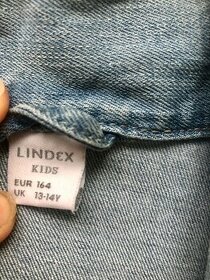 LINDEX
KIDS
EUR 164
UK 13-14Y